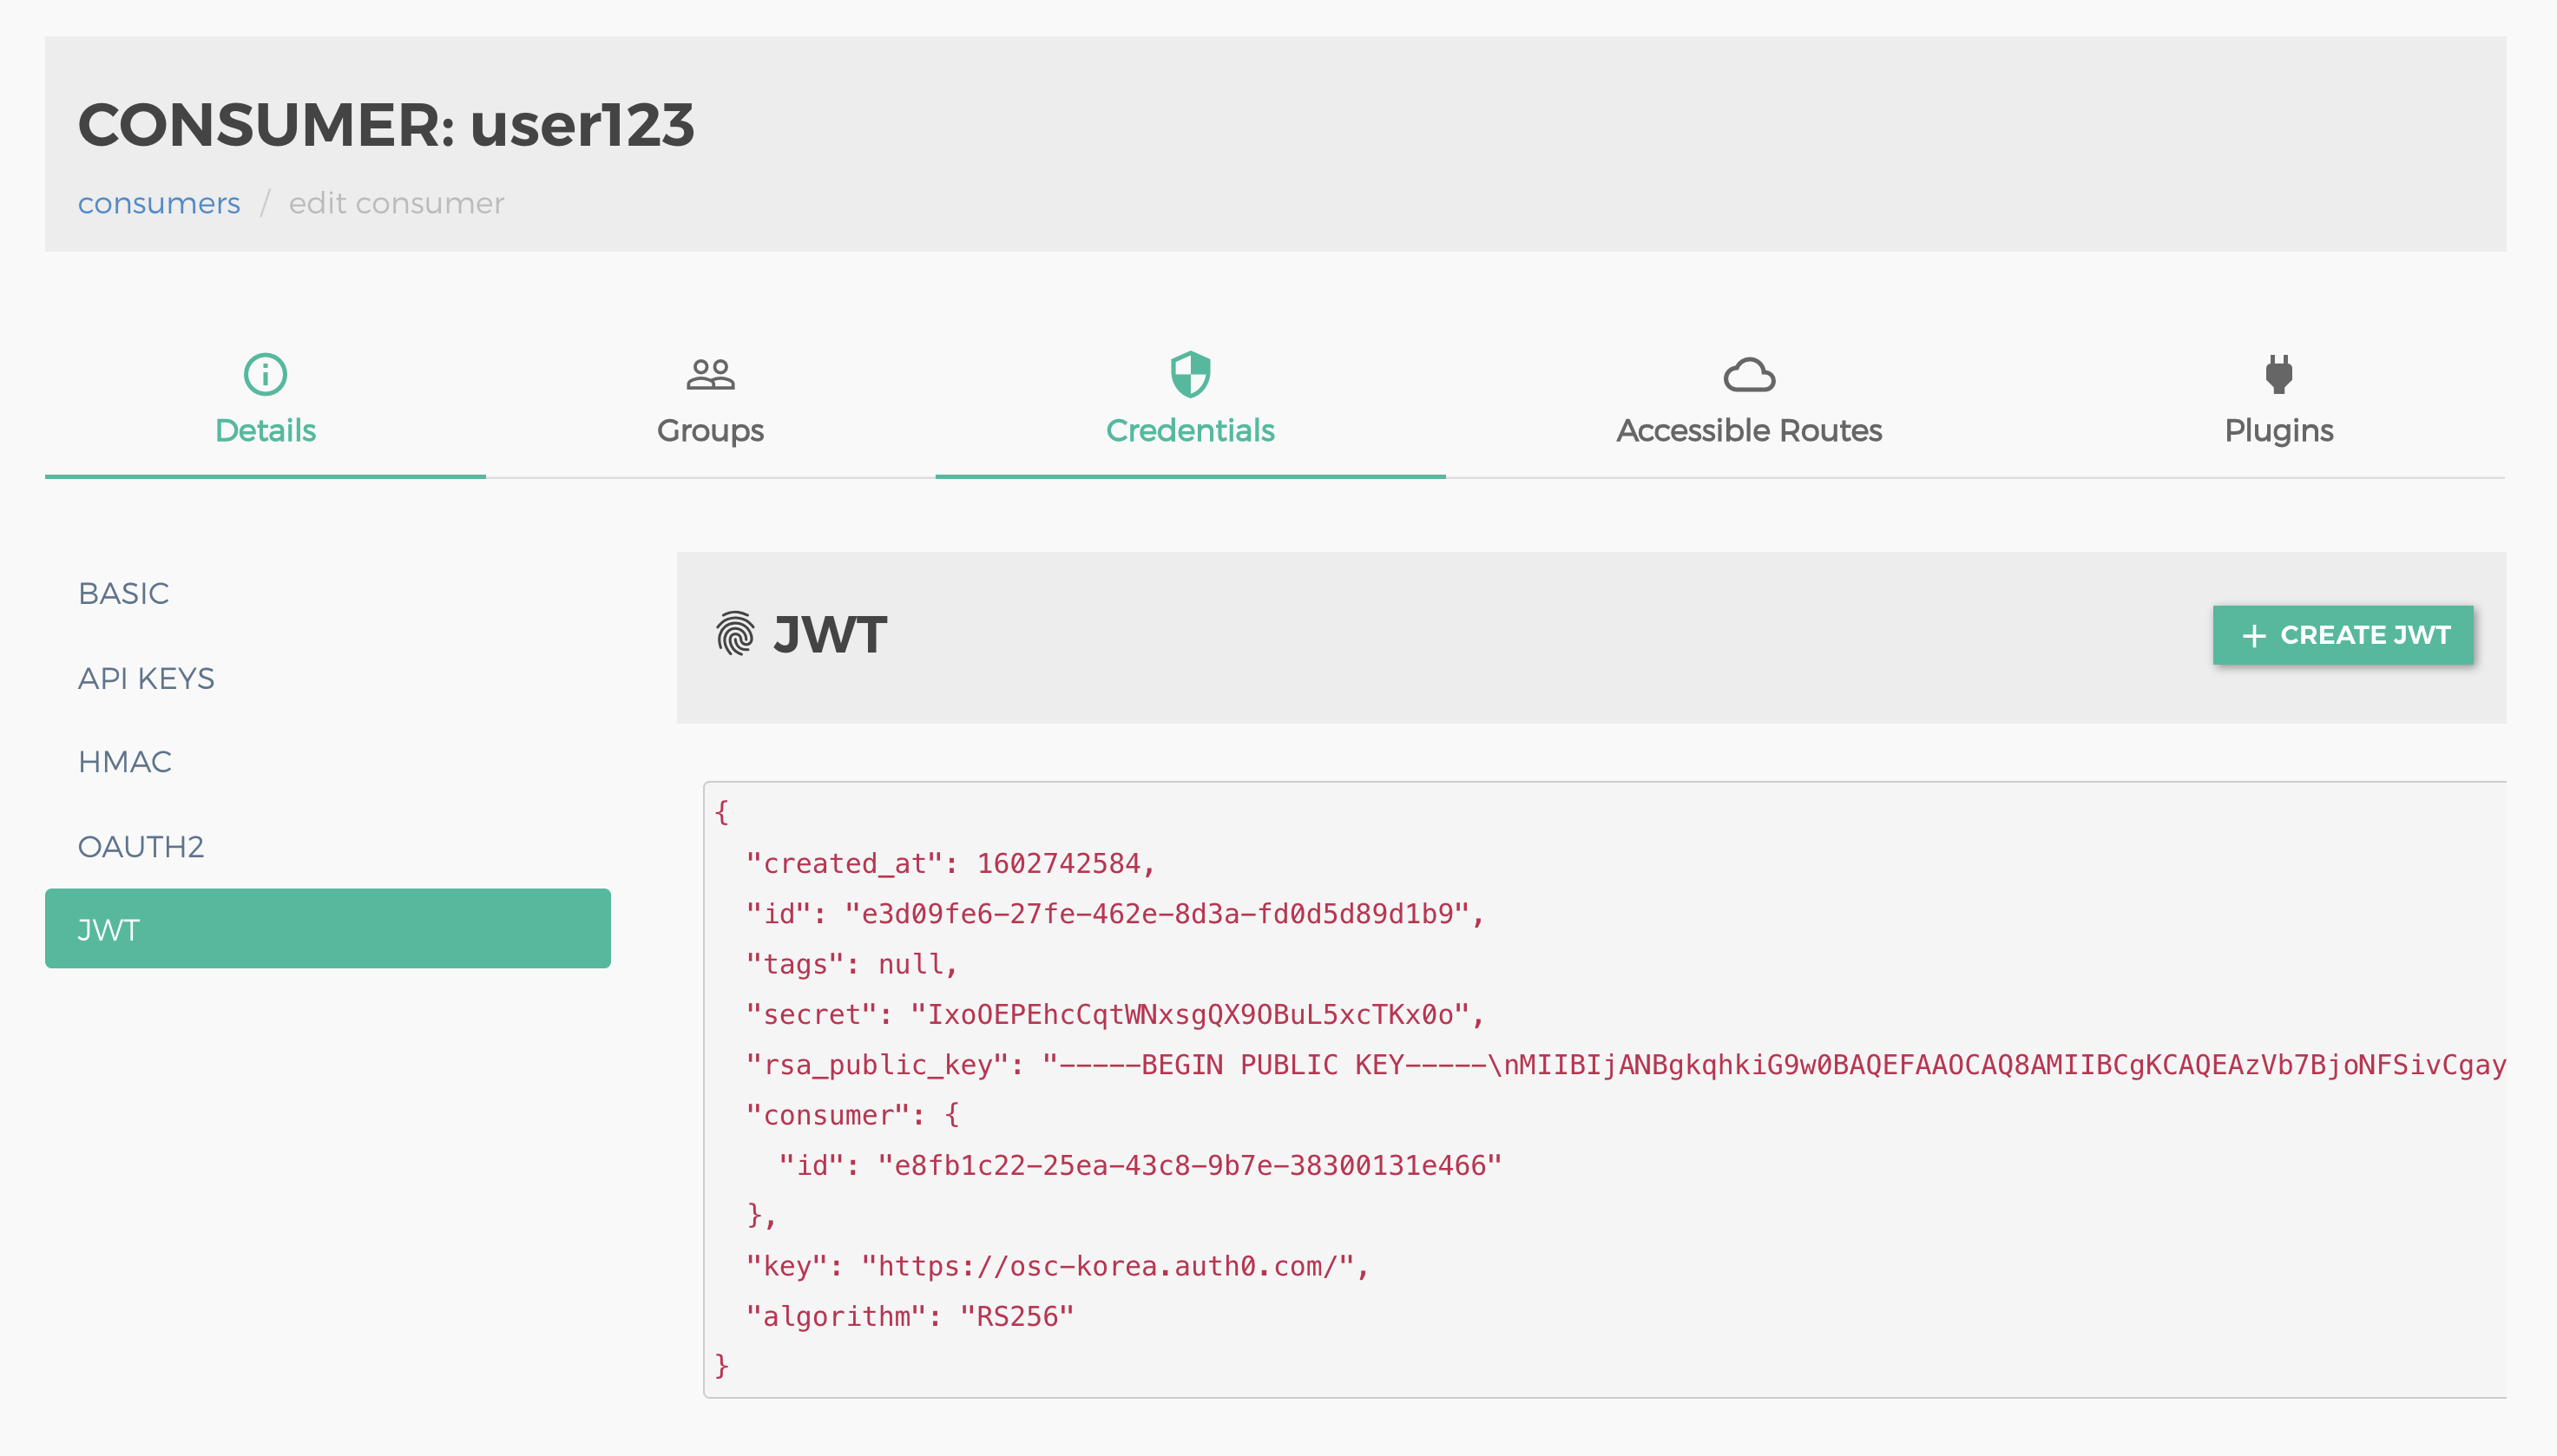 CONSUMER: user123
consumers / edit consumer
Details
Groups
Credentials
Accessible Routes
Plugins
BASIC
API KEYS
HMAC
OAUTH2
JWT
JWT
+ CREATE JWT
{
  "created_at": 1602742584,
  "id": "e3d09fe6-27fe-462e-8d3a-fd0d5d89d1b9",
  "tags": null,
  "secret": "IxoOEPEhcCqtWNxsgQX9OBuL5xcTKx0o",
  "rsa_public_key": "-----BEGIN PUBLIC KEY-----\nMIIBIjANBgkqhkiG9w0BAQEFAAOCAQ8AMIIBCgKCAQEAzVb7BjoNFSivCgay
  "consumer": {
    "id": "e8fb1c22-25ea-43c8-9b7e-38300131e466"
  },
  "key": "https://osc-korea.auth0.com/",
  "algorithm": "RS256"
}